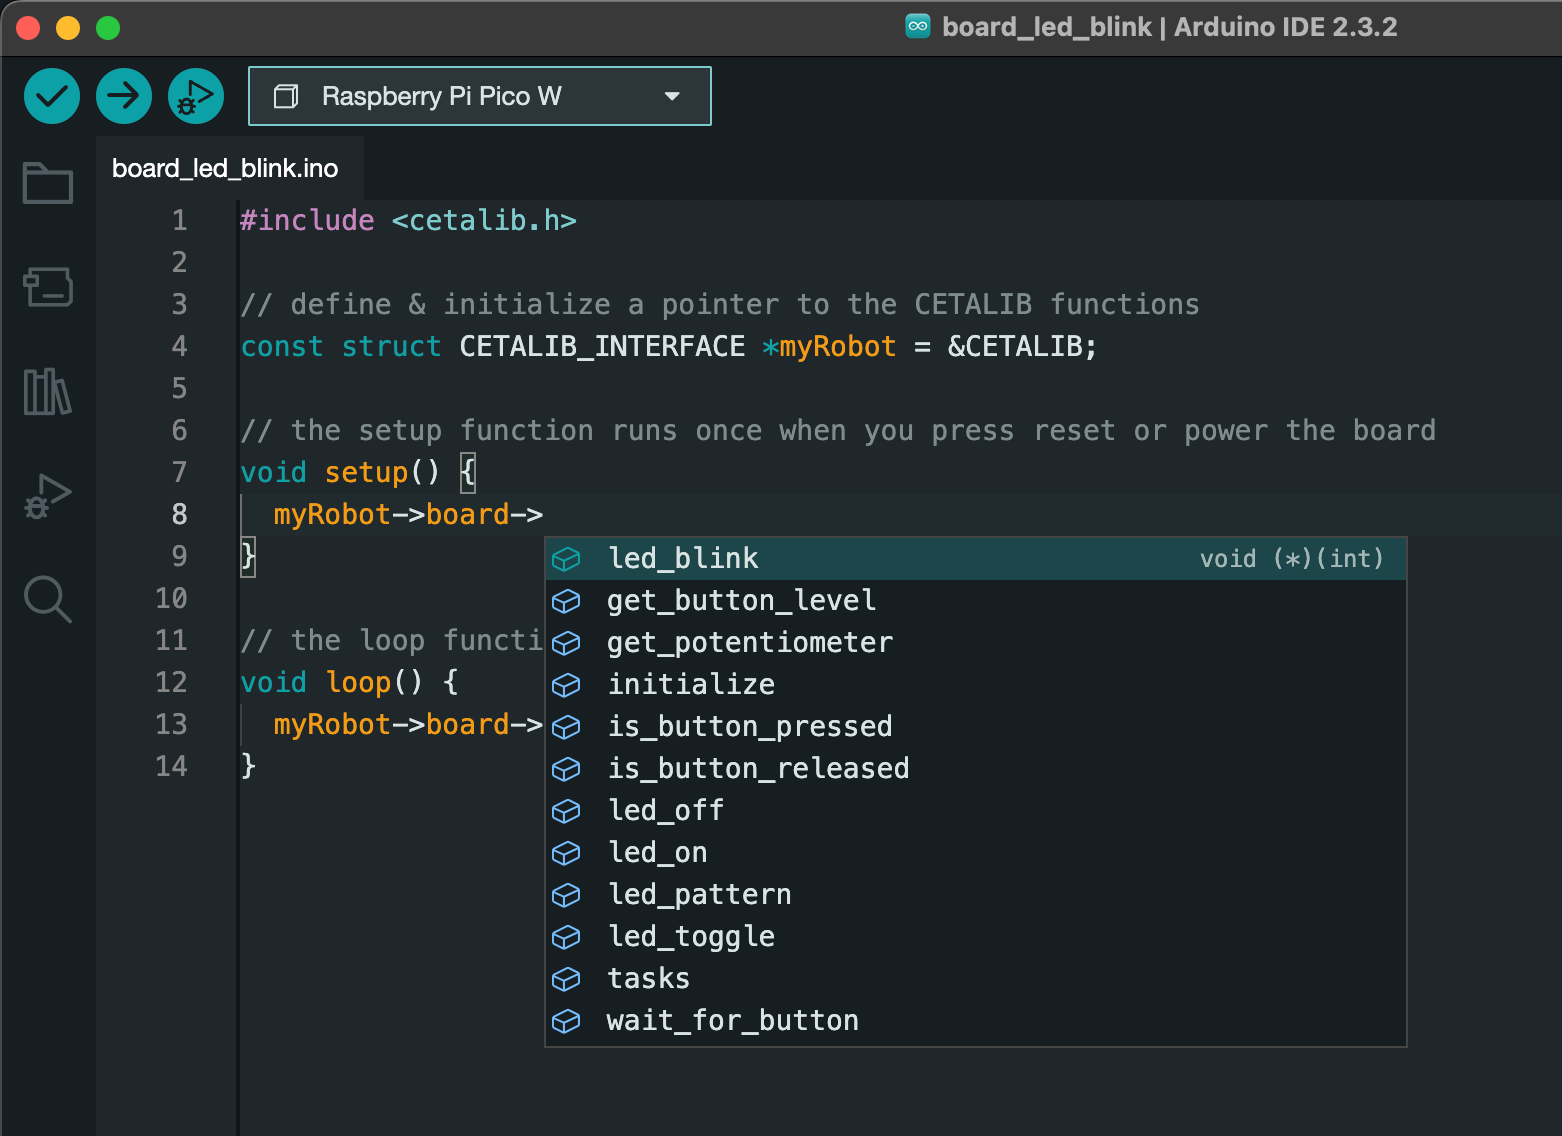 board_led_blink | Arduino IDE 2.3.2
Raspberry Pi Pico W
board_led_blink.ino
1 #include <cetalib.h>
2
3 // define & initialize a pointer to the CETALIB functions
4 const struct CETALIB_INTERFACE *myRobot = &CETALIB;
5
6 // the setup function runs once when you press reset or power the board
7 void setup() {
8 myRobot->board->
9 }
led_blink void (*)(int)
get_button_level
10
get_potentiometer
11 // the loop functi
initialize
12 void loop() {
is_button_pressed
13 myRobot->board->
is_button_released
14 }
led_off
led_on
led_pattern
led_toggle
tasks
wait_for_button